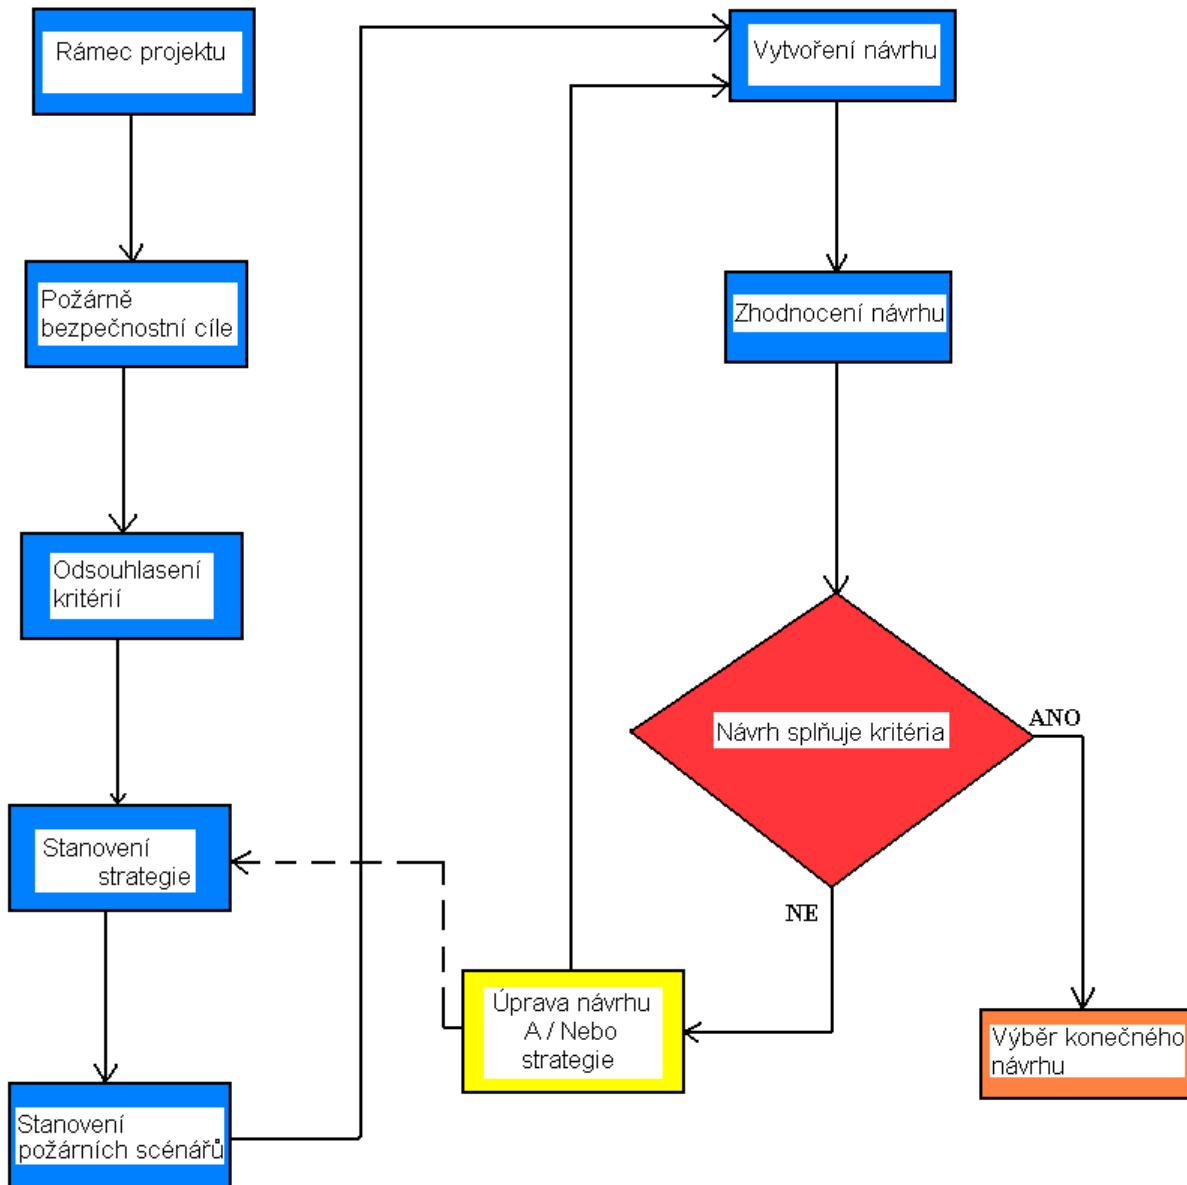 Rámec projektu
Požárně
bezpečnostní cíle
Odsouhlasení
kritérií
Stanovení
strategie
Stanovení
požárních scénářů
Vytvoření návrhu
Zhodnocení návrhu
Návrh splňuje kritéria
ANO
NE
Úprava návrhu
A / Nebo
strategie
Výběr konečného
návrhu